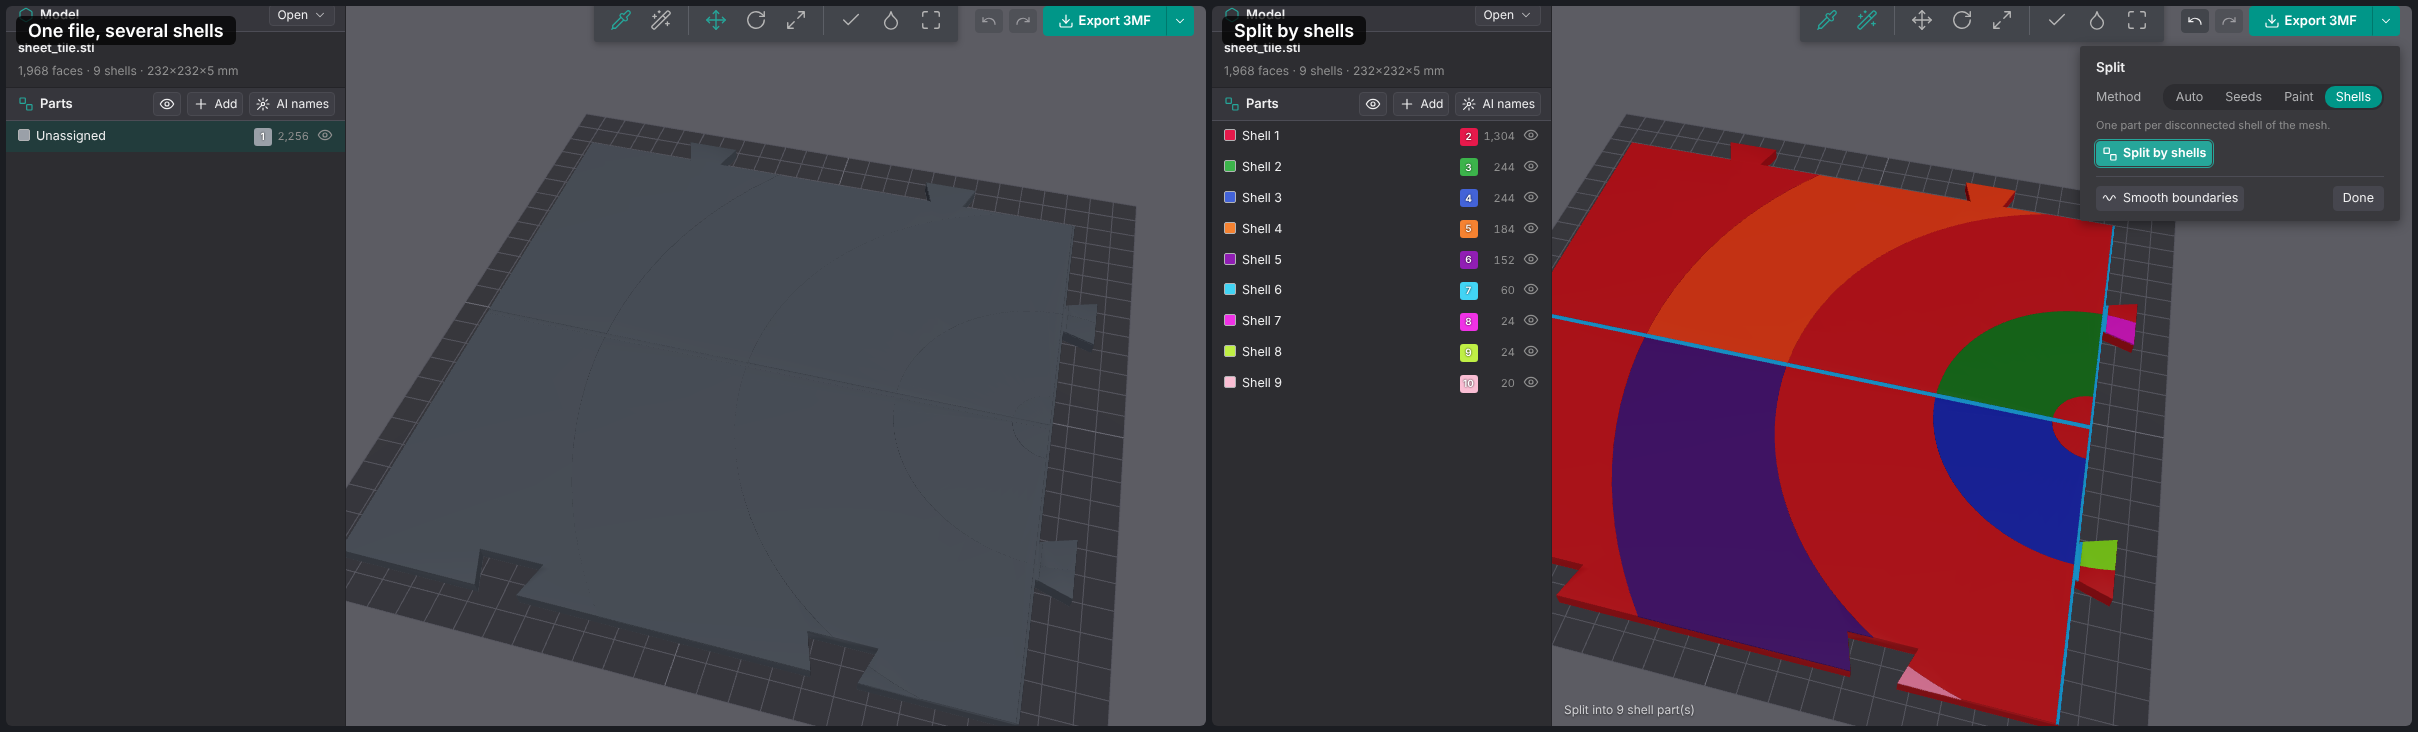 Model
Open
One file, several shells
sheet_tile.stl
1,968 faces · 9 shells · 232×232×5 mm
Parts
Add
AI names
Unassigned
1
2,256
Export 3MF
Model
Open
Split by shells
sheet_tile.stl
1,968 faces · 9 shells · 232×232×5 mm
Parts
Add
AI names
Shell 1 2 1,304
Shell 2 3 244
Shell 3 4 244
Shell 4 5 184
Shell 5 6 152
Shell 6 7 60
Shell 7 8 24
Shell 8 9 24
Shell 9 10 20
Export 3MF
Split
Method Auto Seeds Paint Shells
One part per disconnected shell of the mesh.
Split by shells
Smooth boundaries
Done
Split into 9 shell part(s)